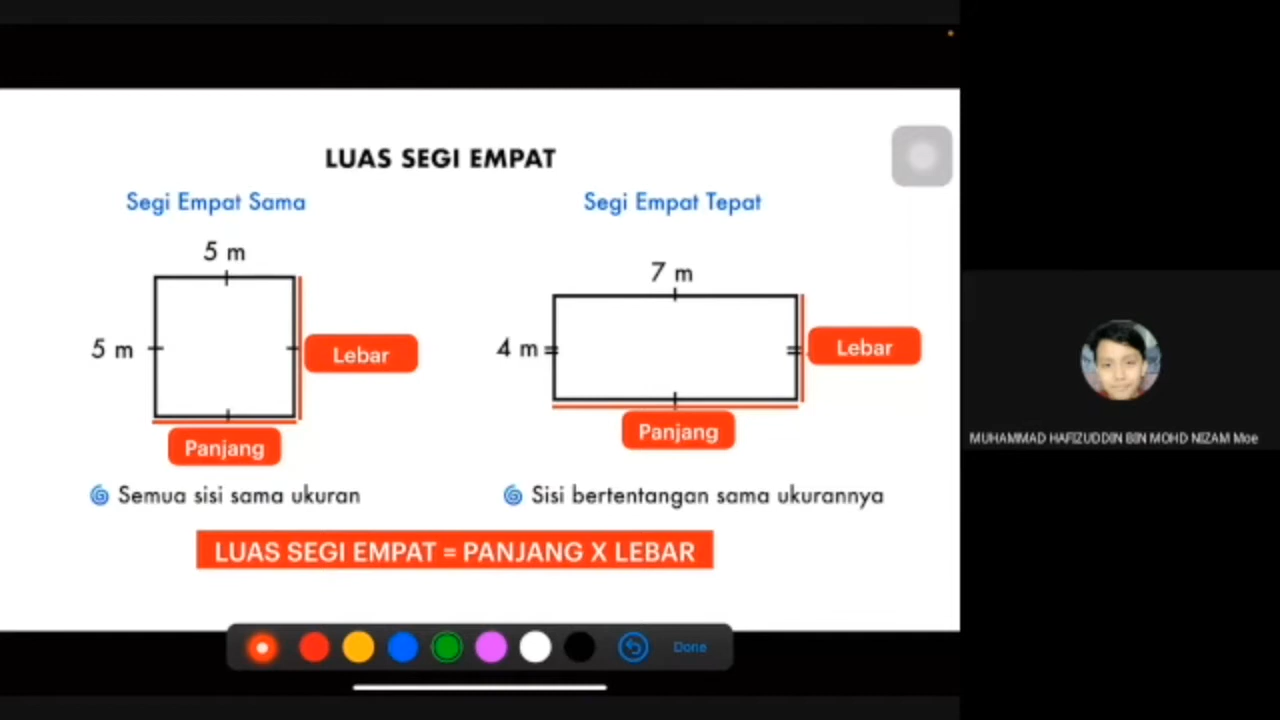 LUAS SEGI EMPAT
Segi Empat Sama
Segi Empat Tepat
5 m
7 m
5 m
Lebar
4 m
Lebar
Panjang
Panjang
Semua sisi sama ukuran
Sisi bertentangan sama ukurannya
LUAS SEGI EMPAT = PANJANG X LEBAR
Done
MUHAMMAD HAFIZUDDIN BIN MOHD NIZAM Moe